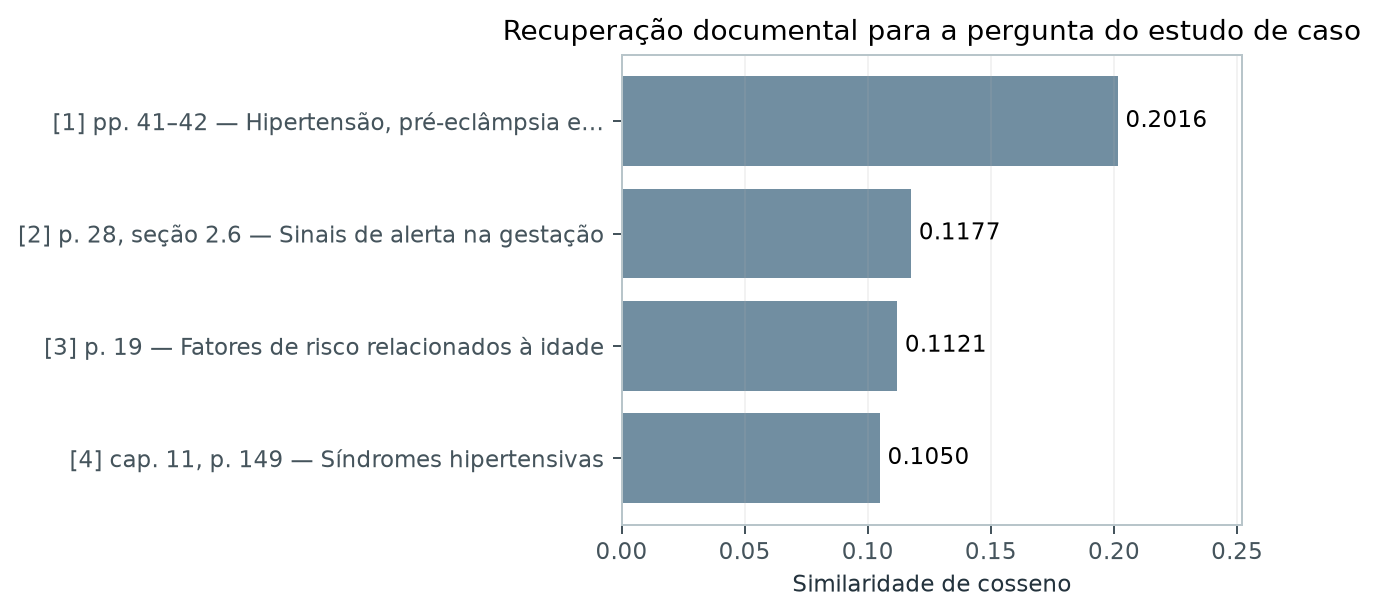 Recuperação documental para a pergunta do estudo de caso
[1] pp. 41–42 — Hipertensão, pré-eclâmpsia e...
0.2016
[2] p. 28, seção 2.6 — Sinais de alerta na gestação
0.1177
[3] p. 19 — Fatores de risco relacionados à idade
0.1121
[4] cap. 11, p. 149 — Síndromes hipertensivas
0.1050
0.00 0.05 0.10 0.15 0.20 0.25
Similaridade de cosseno